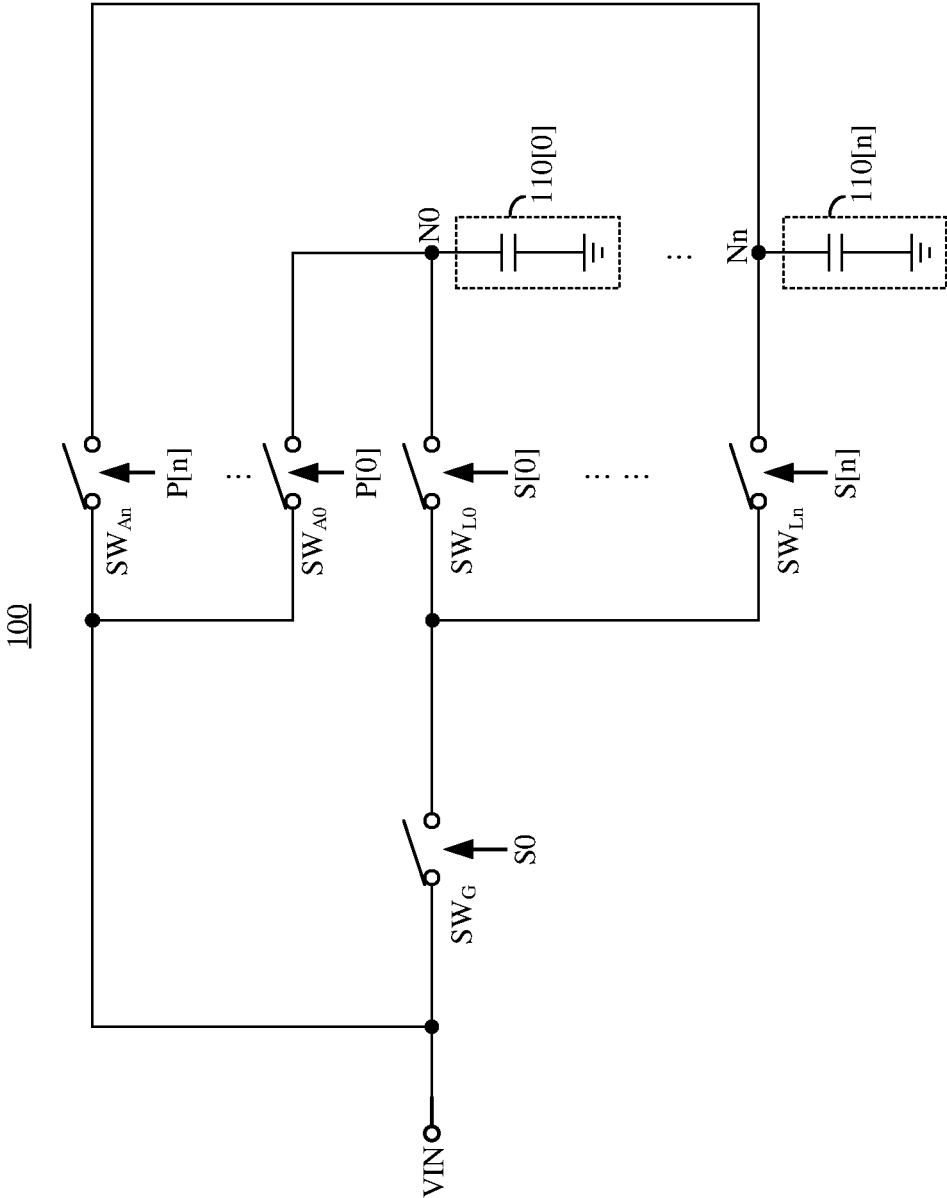 100
SW_An
P[n]
...
SW_A0
P[0]
N0
110[0]
VIN
SW_G
S0
SW_L0
S[0]
... ...
...
Nn
110[n]
SW_Ln
S[n]